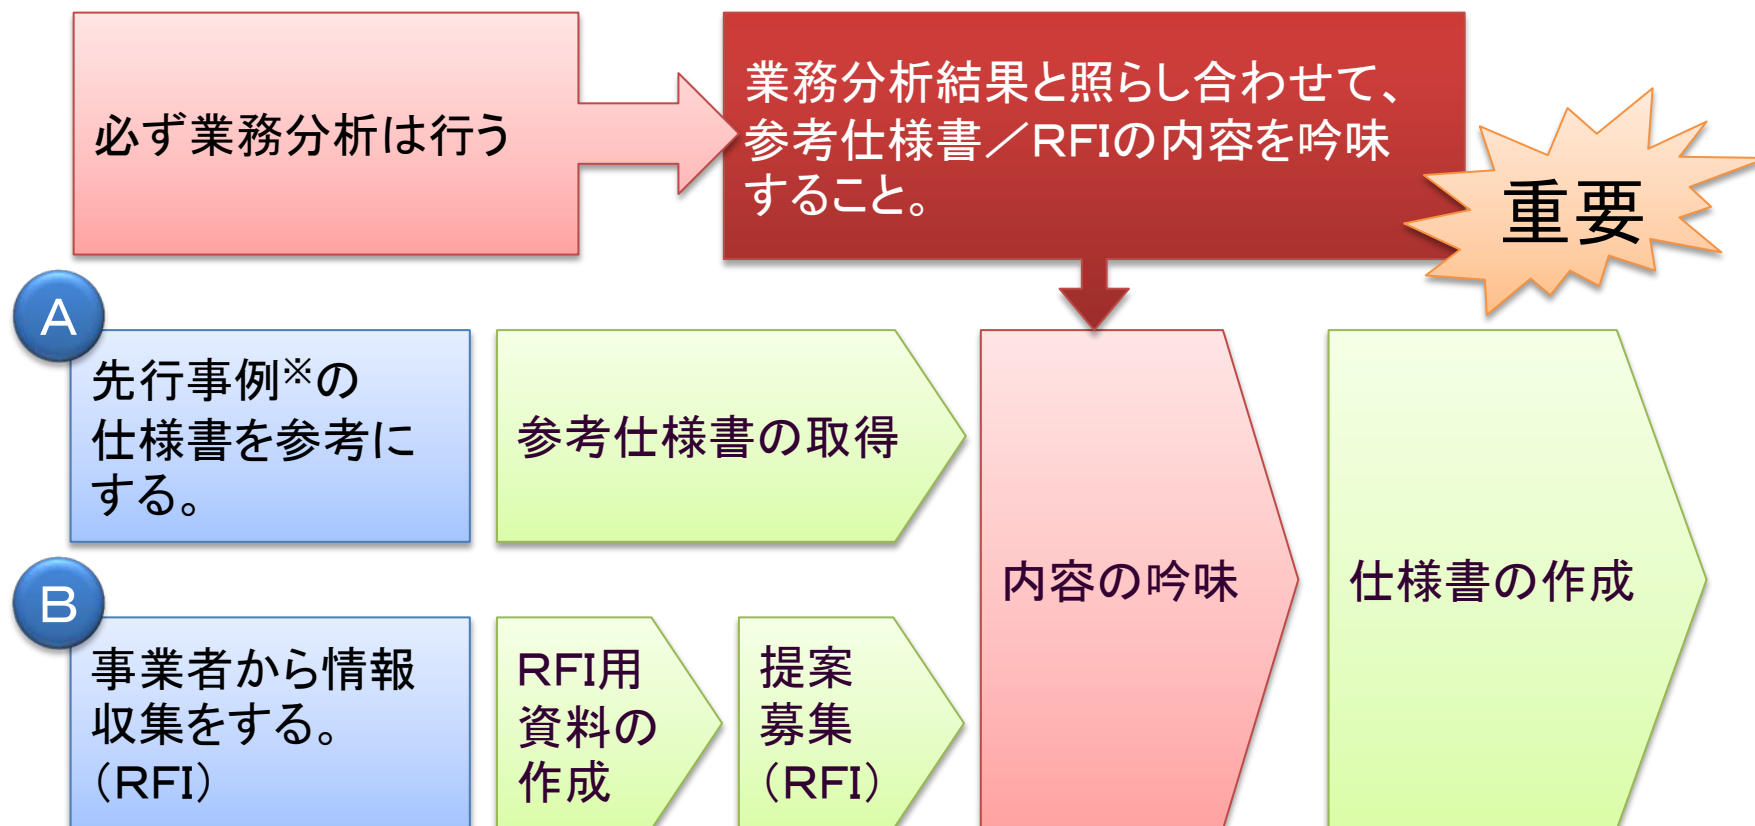 必ず業務分析は行う
業務分析結果と照らし合わせて、
参考仕様書／RFIの内容を吟味
すること。
重要
A
先行事例※の
仕様書を参考に
する。
参考仕様書の取得
B
事業者から情報
収集をする。
（RFI）
RFI用
資料の
作成
提案
募集
（RFI）
内容の吟味
仕様書の作成